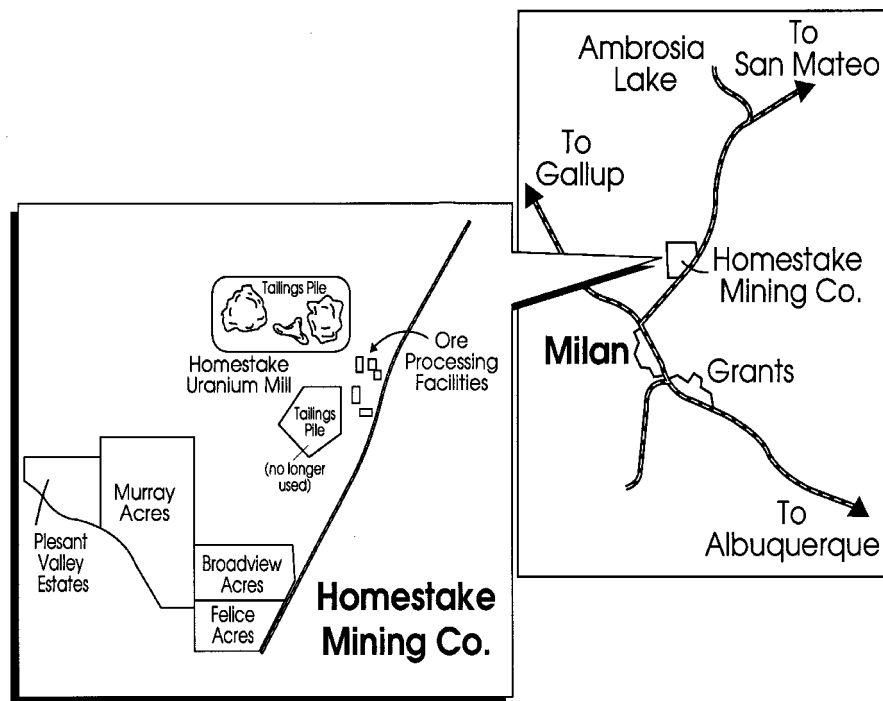 Ambrosia
Lake
To
San Mateo
To
Gallup
Homestake
Mining Co.
Milan
Grants
To
Albuquerque
Tailings Pile
Homestake
Uranium Mill
Ore
Processing
Facilities
Tailings
Pile
(no longer
used)
Murray
Acres
Plesant
Valley
Estates
Broadview
Acres
Felice
Acres
Homestake
Mining Co.